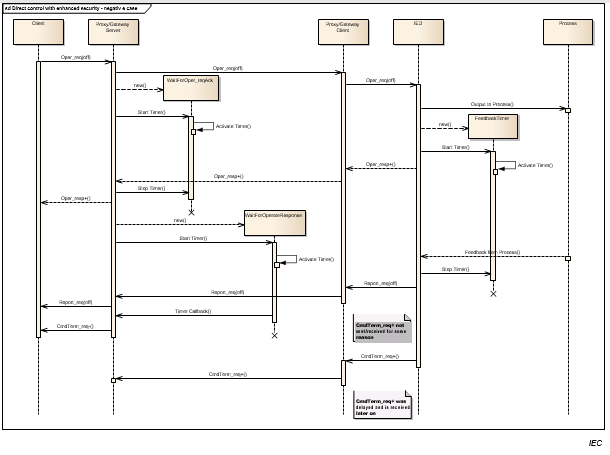 sd Direct control with enhanced security - negative case
Client
Proxy/Gateway
Server
Proxy/Gateway
Client
IED
Process
Oper_req(off)
Oper_req(off)
WaitForOper_reqAck
new()
Oper_req(off)
Output to Process()
Start Timer()
FeedbackTimer
new()
Activate Timer()
Start Timer()
Activate Timer()
Oper_resp+()
Oper_resp+()
Stop Timer()
Oper_resp+()
WaitForOperateResponse
new()
Start Timer()
Feedback from Process()
Activate Timer()
Stop Timer()
Report_req(off)
Report_req(off)
Report_req(off)
Timer Callback()
CmdTerm_req+ not
sent/received for some
reason
CmdTerm_req-()
CmdTerm_req+()
CmdTerm_req+()
CmdTerm_req+ was
delayed and is received
later on
IEC